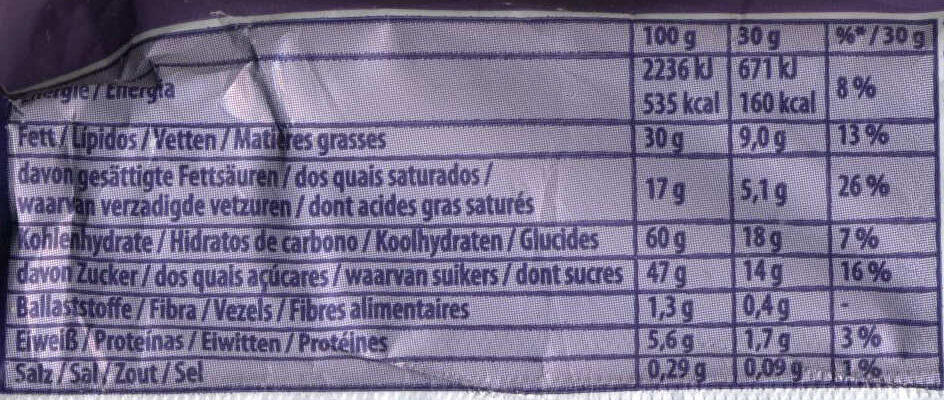 100 g 30 g %*/30 g
2236 kJ 671 kJ
Energie / Energia 535 kcal 160 kcal 8 %
Fett / Lípidos / Vetten / Matières grasses 30 g 9,0 g 13 %
davon gesättigte Fettsäuren / dos quais saturados /
waarvan verzadigde vetzuren / dont acides gras saturés 17 g 5,1 g 26 %
Kohlenhydrate / Hidratos de carbono / Koolhydraten / Glucides 60 g 18 g 7 %
davon Zucker / dos quais açúcares / waarvan suikers / dont sucres 47 g 14 g 16 %
Ballaststoffe / Fibra / Vezels / Fibres alimentaires 1,3 g 0,4 g -
Eiweiß / Proteínas / Eiwitten / Protéines 5,6 g 1,7 g 3 %
Salz / Sal / Zout / Sel 0,29 g 0,09 g 1 %